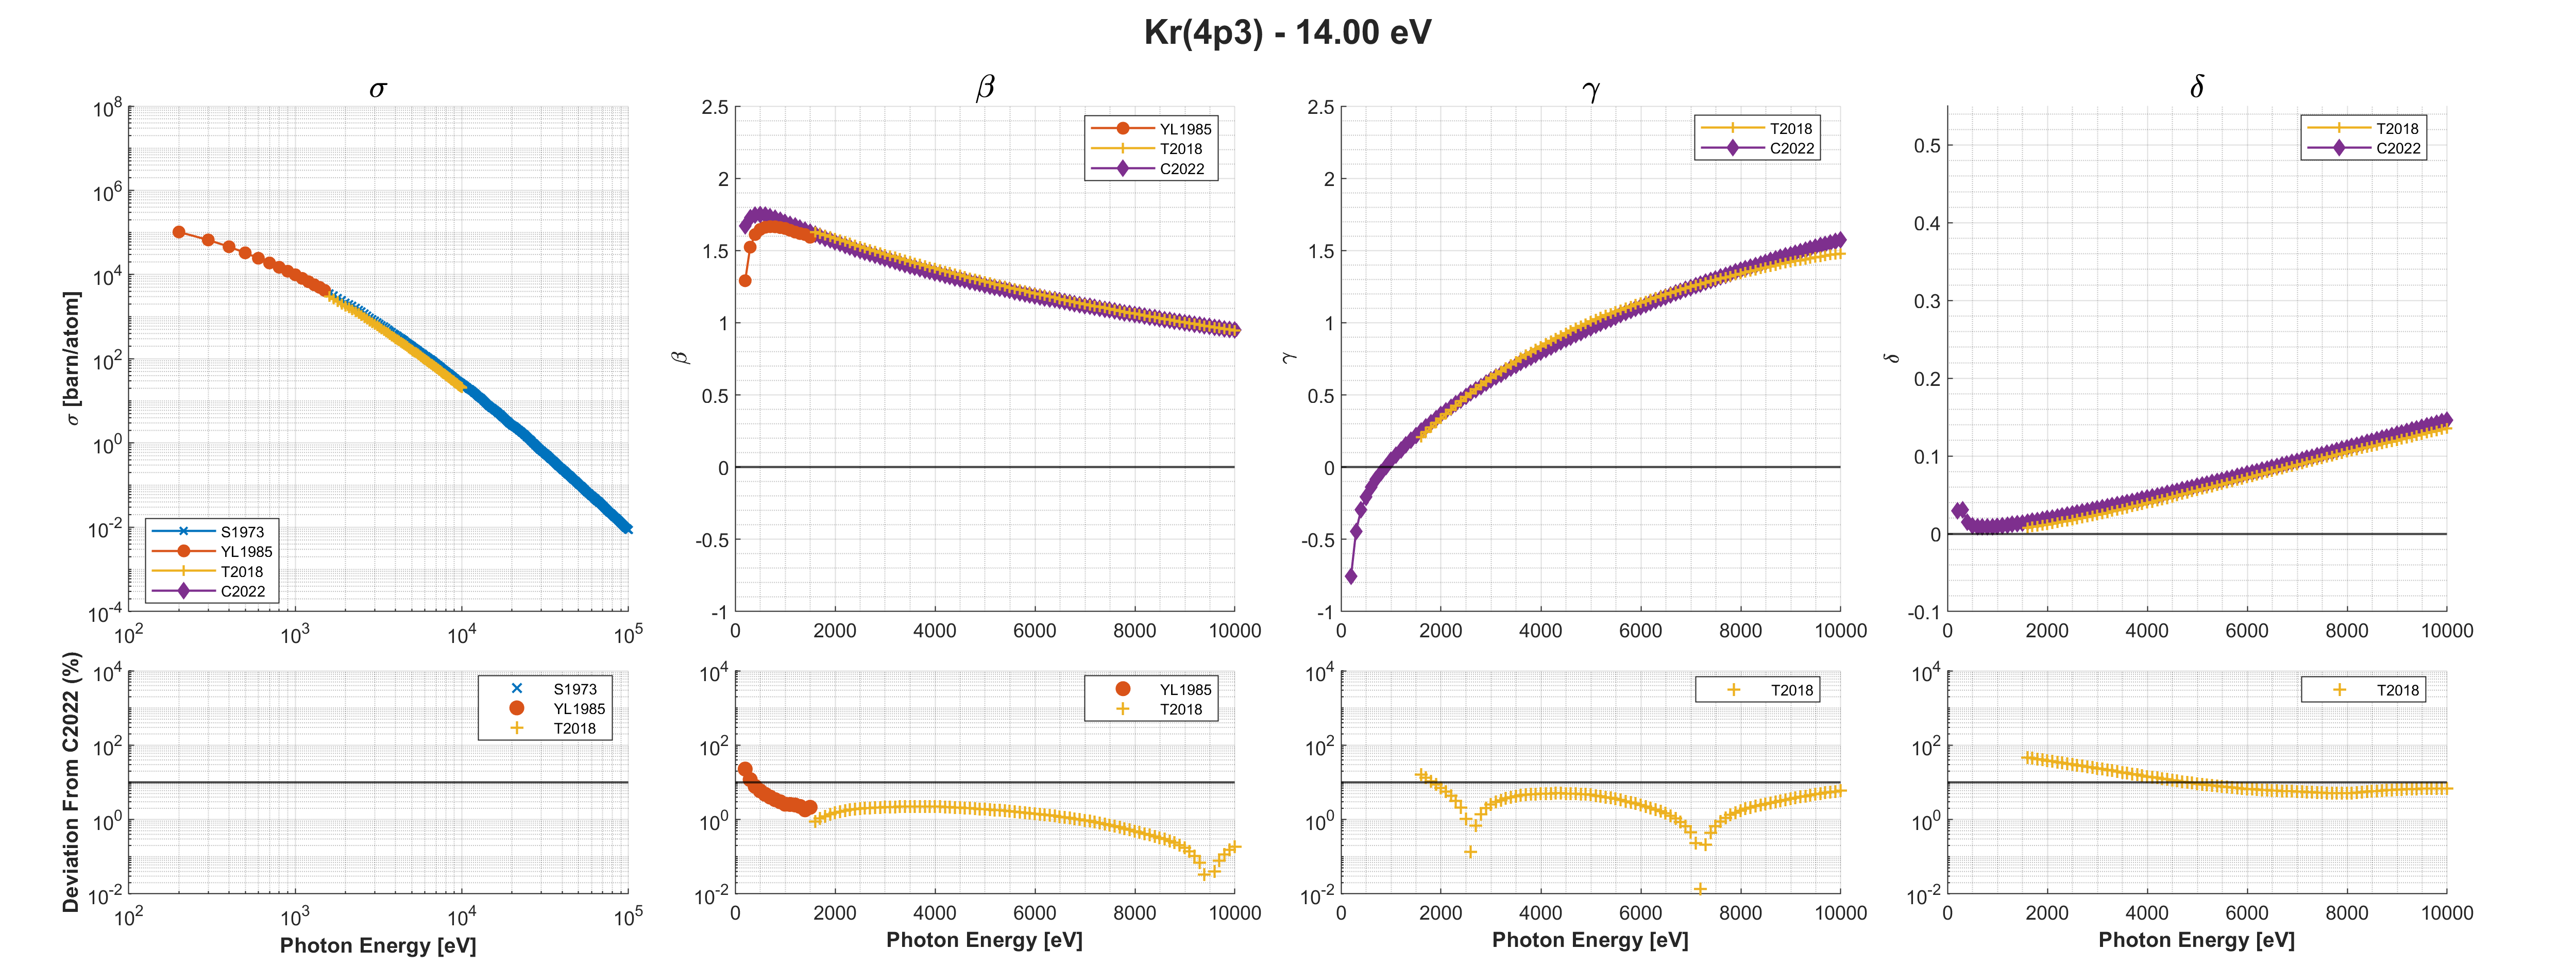 Kr(4p3) - 14.00 eV
σ
10^8
10^6
10^4
10^2
10^0
10^-2
10^-4
σ [barn/atom]
S1973
YL1985
T2018
C2022
10^2 10^3 10^4 10^5
β
2.5
2
1.5
1
0.5
0
-0.5
-1
β
YL1985
T2018
C2022
0 2000 4000 6000 8000 10000
γ
2.5
2
1.5
1
0.5
0
-0.5
-1
γ
T2018
C2022
0 2000 4000 6000 8000 10000
δ
0.5
0.4
0.3
0.2
0.1
0
-0.1
δ
T2018
C2022
0 2000 4000 6000 8000 10000
Deviation From C2022 (%)
10^4
10^2
10^0
10^-2
S1973
YL1985
T2018
10^2 10^3 10^4 10^5
Photon Energy [eV]
10^4
10^2
10^0
10^-2
YL1985
T2018
0 2000 4000 6000 8000 10000
Photon Energy [eV]
10^4
10^2
10^0
10^-2
T2018
0 2000 4000 6000 8000 10000
Photon Energy [eV]
10^4
10^2
10^0
10^-2
T2018
0 2000 4000 6000 8000 10000
Photon Energy [eV]